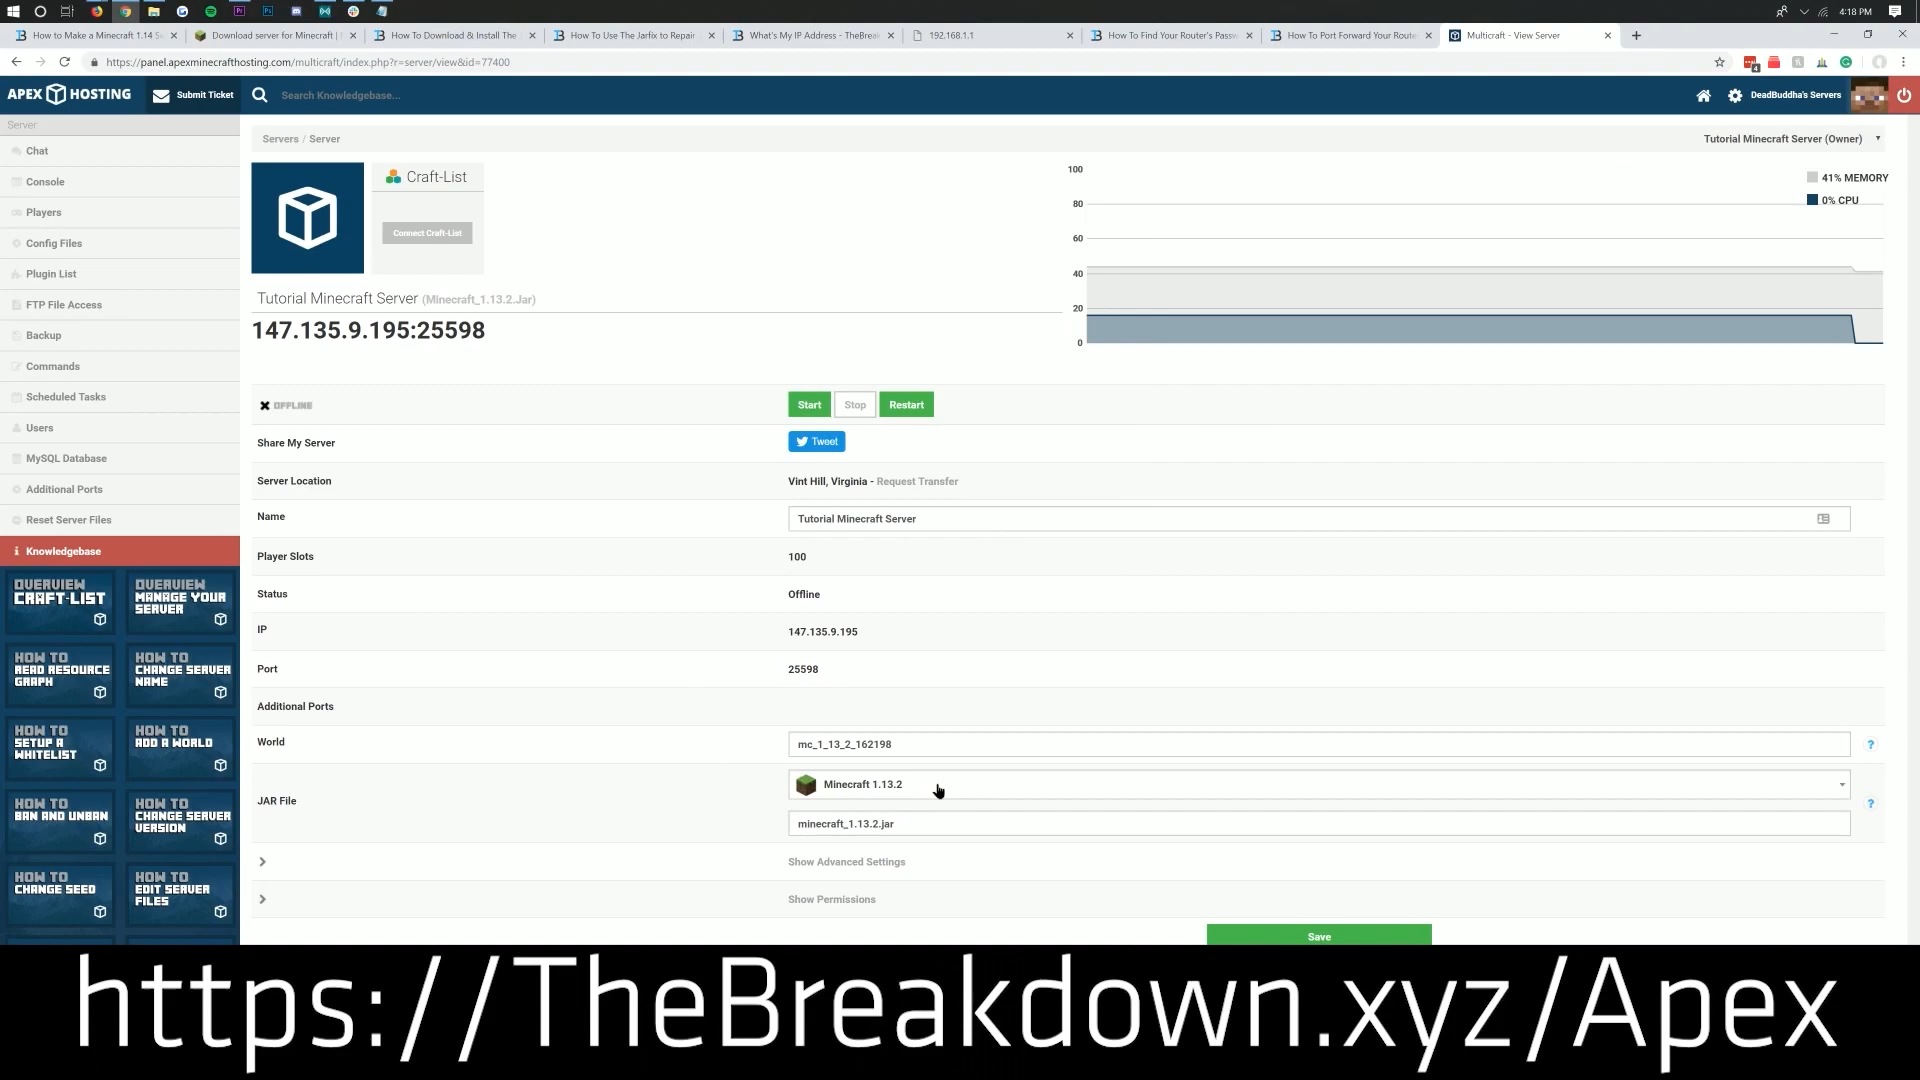 4:18 PM
How to Make a Minecraft 1.14 S
Download server for Minecraft |
How To Download & Install The
How To Use The Jarfix to Repair
What's My IP Address - TheBreak
192.168.1.1
How To Find Your Router's Passw
How To Port Forward Your Route
Multicraft - View Server
https://panel.apexminecrafthosting.com/multicraft/index.php?r=server/view&id=77400
APEX HOSTING
Submit Ticket
Search Knowledgebase...
DeadBuddha's Servers
Server
Chat
Console
Players
Config Files
Plugin List
FTP File Access
Backup
Commands
Scheduled Tasks
Users
MySQL Database
Additional Ports
Reset Server Files
Knowledgebase
OVERVIEW
CRAFT-LIST
OVERVIEW
MANAGE YOUR
SERVER
HOW TO
READ RESOURCE
GRAPH
HOW TO
CHANGE SERVER
NAME
HOW TO
SETUP A
WHITELIST
HOW TO
ADD A WORLD
HOW TO
BAN AND UNBAN
HOW TO
CHANGE SERVER
VERSION
HOW TO
CHANGE SEED
HOW TO
EDIT SERVER
FILES
Servers / Server
Tutorial Minecraft Server (Owner)
Craft-List
Connect Craft-List
100
80
60
40
20
0
41% MEMORY
0% CPU
Tutorial Minecraft Server (Minecraft_1.13.2.Jar)
147.135.9.195:25598
OFFLINE
Start
Stop
Restart
Share My Server
Tweet
Server Location
Vint Hill, Virginia - Request Transfer
Name
Tutorial Minecraft Server
Player Slots
100
Status
Offline
IP
147.135.9.195
Port
25598
Additional Ports
World
mc_1_13_2_162198
?
JAR File
Minecraft 1.13.2
minecraft_1.13.2.jar
?
Show Advanced Settings
Show Permissions
Save
https://TheBreakdown.xyz/Apex